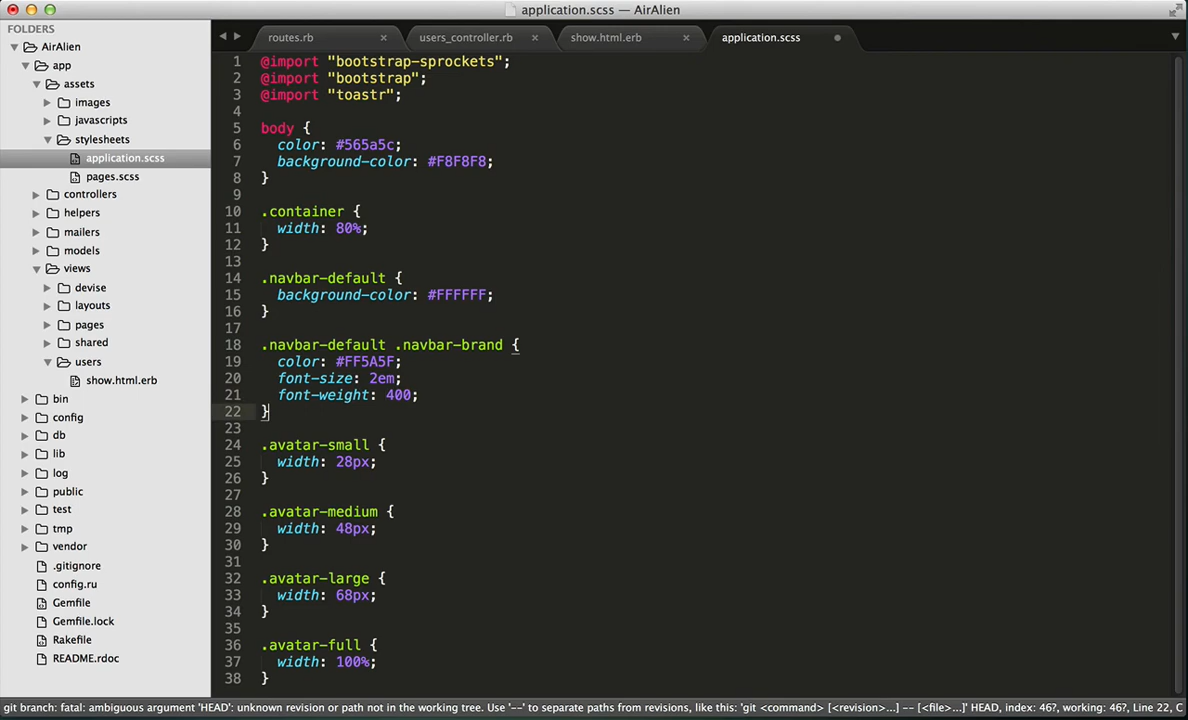 application.scss — AirAlien
FOLDERS
AirAlien
app
assets
images
javascripts
stylesheets
application.scss
pages.scss
controllers
helpers
mailers
models
views
devise
layouts
pages
shared
users
show.html.erb
bin
config
db
lib
log
public
test
tmp
vendor
.gitignore
config.ru
Gemfile
Gemfile.lock
Rakefile
README.rdoc
routes.rb × users_controller.rb × show.html.erb × application.scss
1 @import "bootstrap-sprockets";
2 @import "bootstrap";
3 @import "toastr";
4
5 body {
6 color: #565a5c;
7 background-color: #F8F8F8;
8 }
9
10 .container {
11 width: 80%;
12 }
13
14 .navbar-default {
15 background-color: #FFFFFF;
16 }
17
18 .navbar-default .navbar-brand {
19 color: #FF5A5F;
20 font-size: 2em;
21 font-weight: 400;
22 }
23
24 .avatar-small {
25 width: 28px;
26 }
27
28 .avatar-medium {
29 width: 48px;
30 }
31
32 .avatar-large {
33 width: 68px;
34 }
35
36 .avatar-full {
37 width: 100%;
38 }
git branch: fatal: ambiguous argument 'HEAD': unknown revision or path not in the working tree. Use '--' to separate paths from revisions, like this: 'git <command> [<revision>...] -- [<file>...]' HEAD, index: 46?, working: 46?, Line 22, C